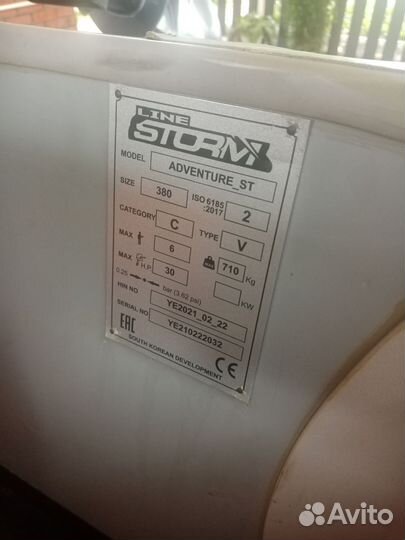 LINE
STORM
MODEL ADVENTURE_ST
SIZE 380 ISO 6185 :2017 2
CATEGORY C TYPE V
MAX 6 710 Kg
MAX H.P. 30 KW
0.25 bar (3.62 psi)
HIN NO YE2021_02_22
SERIAL NO YE210222032
EAC SOUTH KOREAN DEVELOPMENT CE
Avito